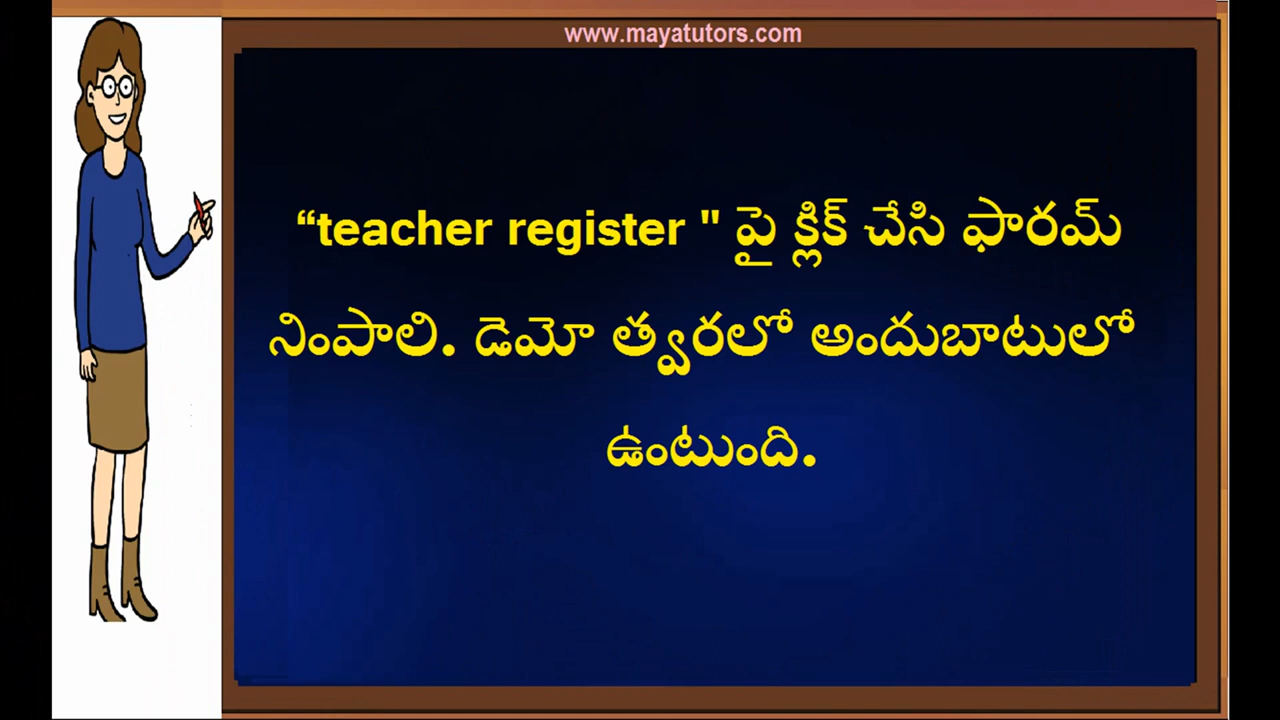 www.mayatutors.com
“teacher register " పై క్లిక్ చేసి ఫారమ్
నింపాలి. డెమో త్వరలో అందుబాటులో
ఉంటుంది.